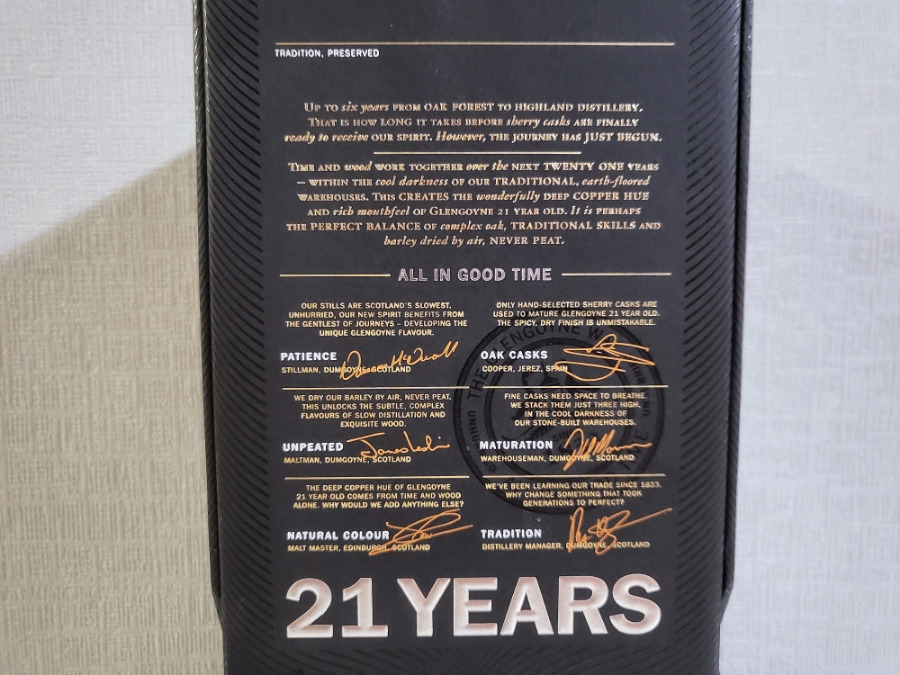 TRADITION, PRESERVED
UP TO six years FROM OAK FOREST TO HIGHLAND DISTILLERY.
THAT IS HOW LONG IT TAKES BEFORE sherry casks ARE FINALLY
ready to receive OUR SPIRIT. However, THE JOURNEY HAS JUST BEGUN.
TIME AND wood WORK TOGETHER over the NEXT TWENTY ONE YEARS
– WITHIN THE cool darkness OF OUR TRADITIONAL, earth-floored
WAREHOUSES. THIS CREATES THE wonderfully DEEP COPPER HUE
AND rich mouthfeel OF GLENGOYNE 21 YEAR OLD. It is PERHAPS
THE PERFECT BALANCE OF complex oak, TRADITIONAL SKILLS AND
barley dried by air, NEVER PEAT.
ALL IN GOOD TIME
OUR STILLS ARE SCOTLAND'S SLOWEST.
UNHURRIED, OUR NEW SPIRIT BENEFITS FROM
THE GENTLEST OF JOURNEYS – DEVELOPING THE
UNIQUE GLENGOYNE FLAVOUR.
PATIENCE
STILLMAN, DUMGOYNE, SCOTLAND
ONLY HAND-SELECTED SHERRY CASKS ARE
USED TO MATURE GLENGOYNE 21 YEAR OLD.
THE SPICY, DRY FINISH IS UNMISTAKABLE.
OAK CASKS
COOPER, JEREZ, SPAIN
WE DRY OUR BARLEY BY AIR, NEVER PEAT.
THIS UNLOCKS THE SUBTLE, COMPLEX
FLAVOURS OF SLOW DISTILLATION AND
EXQUISITE WOOD.
UNPEATED
MALTMAN, DUMGOYNE, SCOTLAND
FINE CASKS NEED SPACE TO BREATHE.
WE STACK THEM JUST THREE HIGH,
IN THE COOL DARKNESS OF
OUR STONE-BUILT WAREHOUSES.
MATURATION
WAREHOUSEMAN, DUMGOYNE, SCOTLAND
THE DEEP COPPER HUE OF GLENGOYNE
21 YEAR OLD COMES FROM TIME AND WOOD
ALONE. WHY WOULD WE ADD ANYTHING ELSE?
NATURAL COLOUR
MALT MASTER, EDINBURGH, SCOTLAND
WE'VE BEEN LEARNING OUR TRADE SINCE 1833.
WHY CHANGE SOMETHING THAT TOOK
GENERATIONS TO PERFECT?
TRADITION
DISTILLERY MANAGER, DUMGOYNE, SCOTLAND
THE GLENGOYNE
21 YEARS